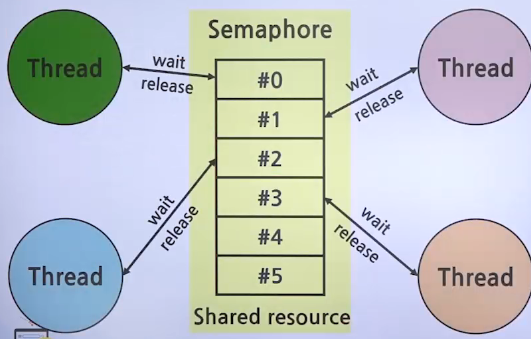 Semaphore
Thread
wait
release
#0
wait
release
Thread
#1
#2
wait
release
#3
wait
release
Thread
#4
Thread
#5
Shared resource